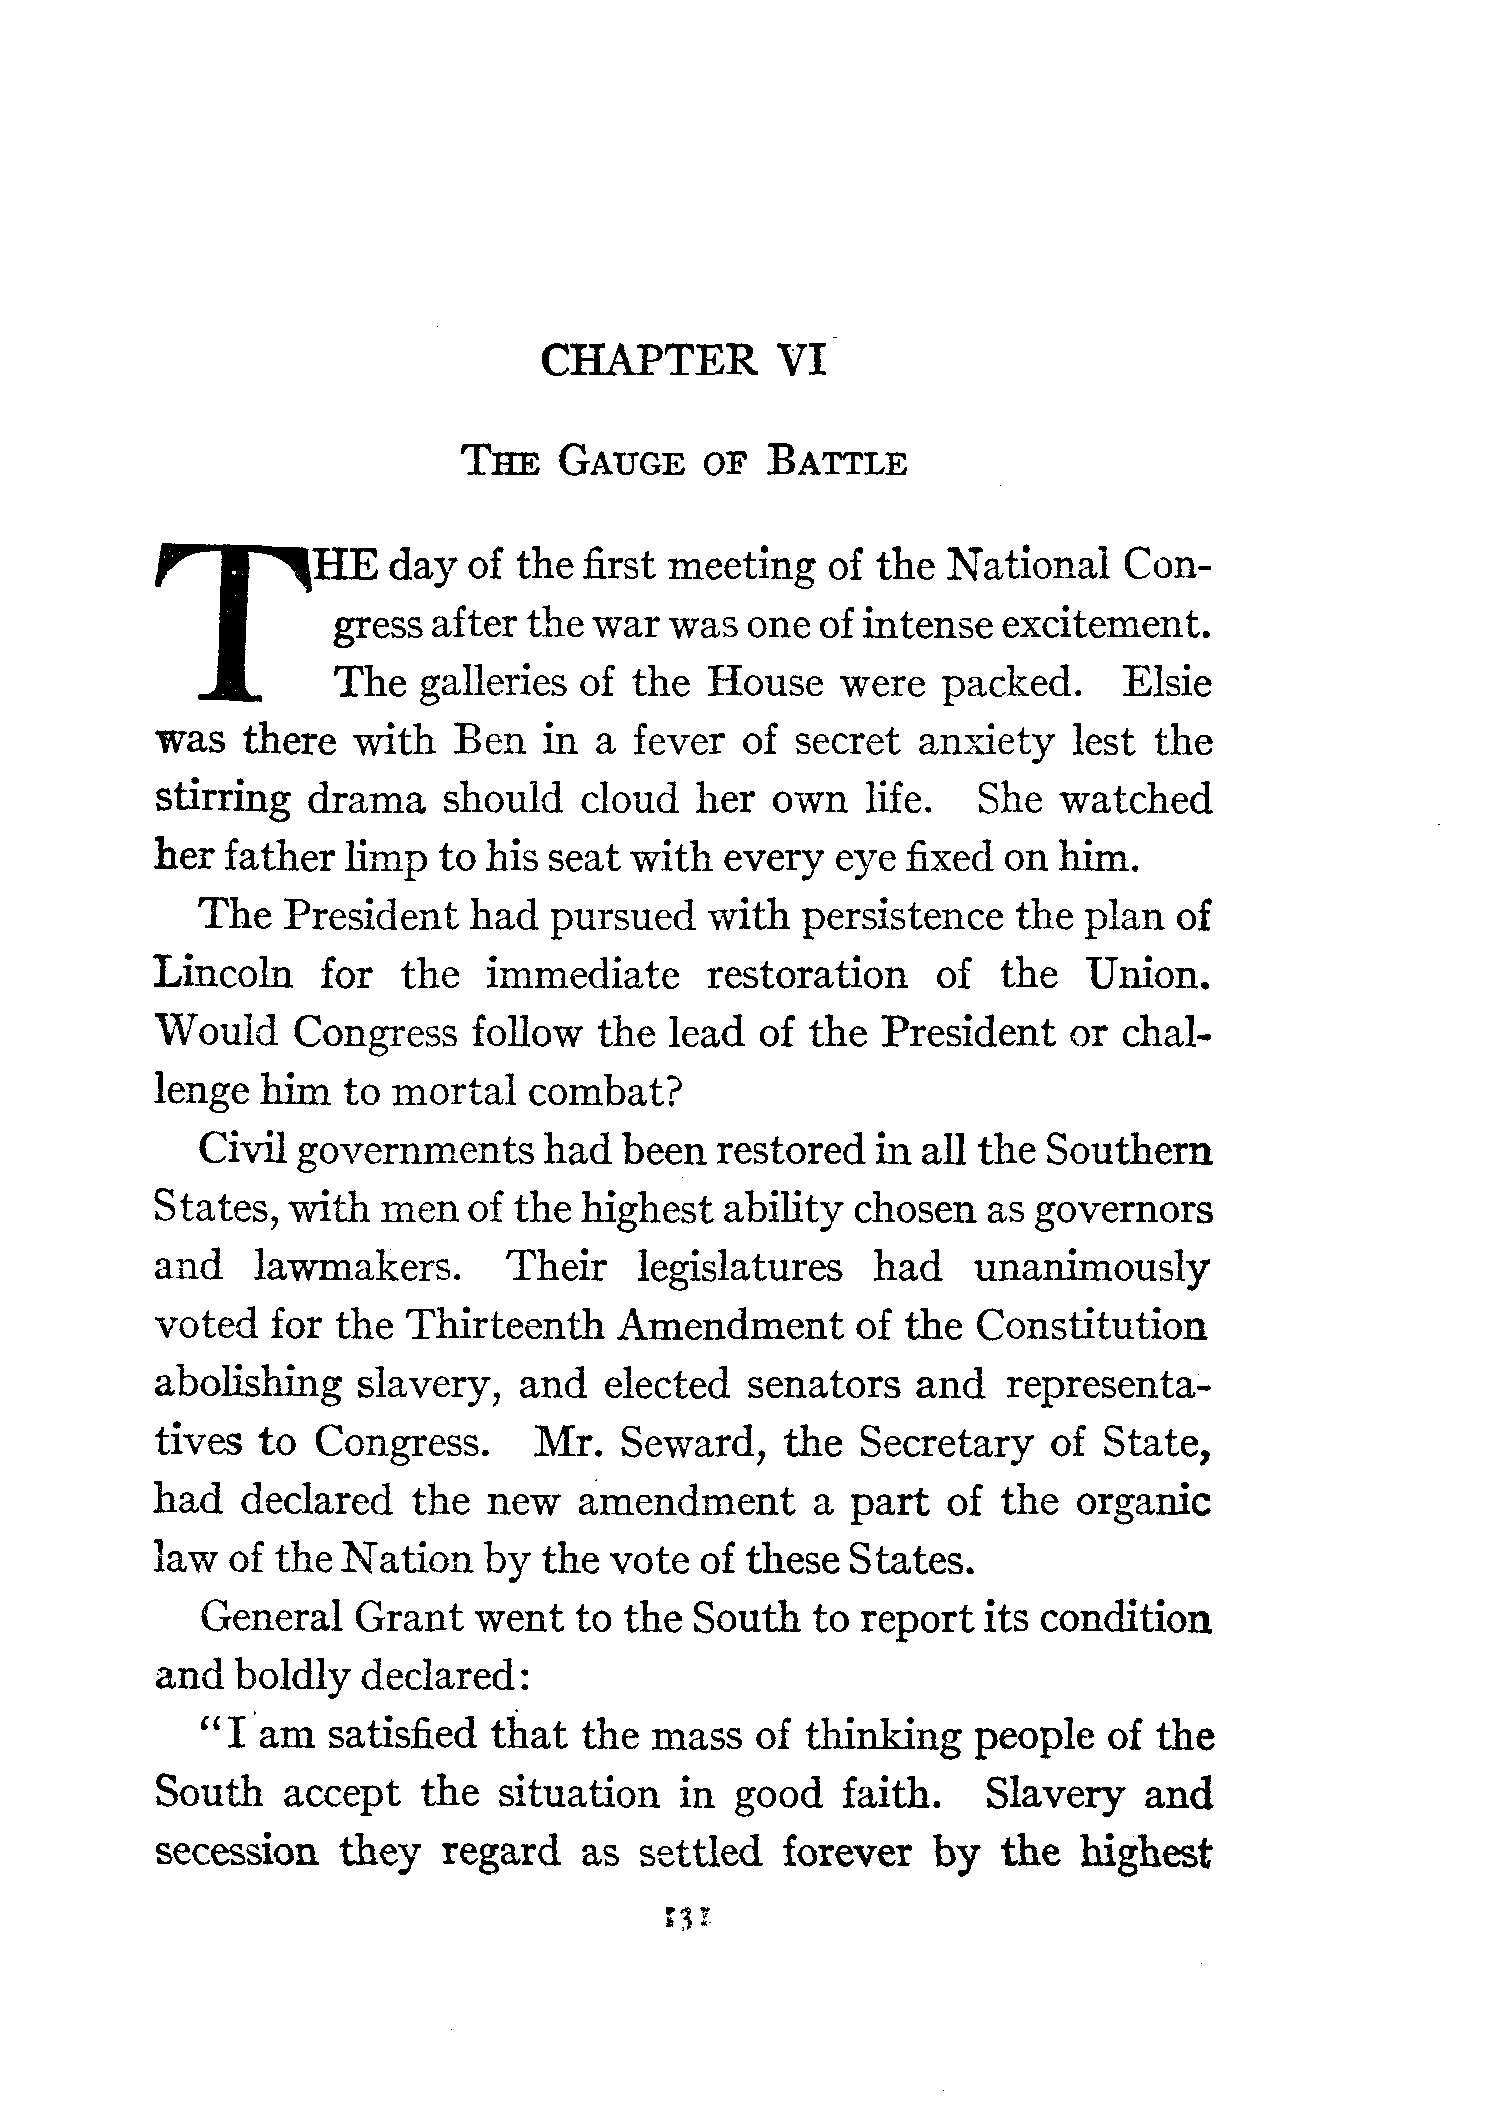 CHAPTER VI
THE GAUGE OF BATTLE
THE day of the first meeting of the National Con-
gress after the war was one of intense excitement.
The galleries of the House were packed. Elsie
was there with Ben in a fever of secret anxiety lest the
stirring drama should cloud her own life. She watched
her father limp to his seat with every eye fixed on him.
The President had pursued with persistence the plan of
Lincoln for the immediate restoration of the Union.
Would Congress follow the lead of the President or chal-
lenge him to mortal combat?
Civil governments had been restored in all the Southern
States, with men of the highest ability chosen as governors
and lawmakers. Their legislatures had unanimously
voted for the Thirteenth Amendment of the Constitution
abolishing slavery, and elected senators and representa-
tives to Congress. Mr. Seward, the Secretary of State,
had declared the new amendment a part of the organic
law of the Nation by the vote of these States.
General Grant went to the South to report its condition
and boldly declared:
"I am satisfied that the mass of thinking people of the
South accept the situation in good faith. Slavery and
secession they regard as settled forever by the highest
131